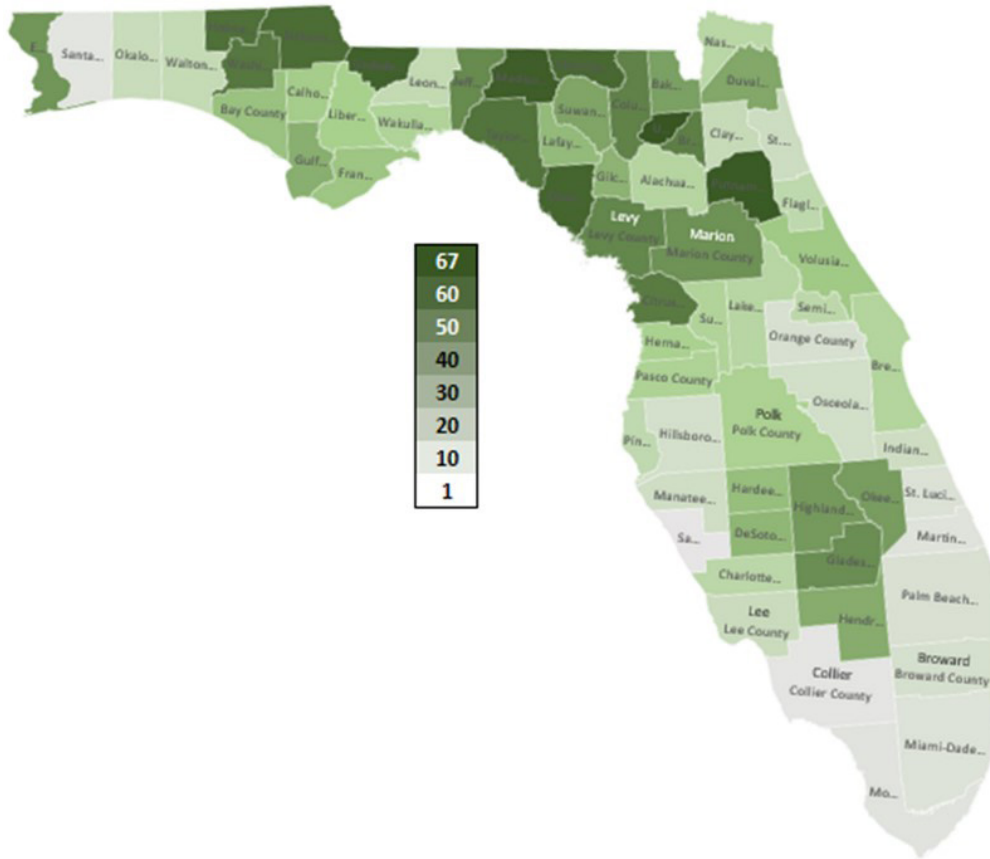 Santa...
Okalo...
Walton...
Leon...
Nas...
Bak...
Duval...
Bay County
Calho...
Liber...
Wakulla...
Suwan...
Clay...
St....
Lafay...
Gulf...
Fran...
Gilc...
Alachua...
Flagl...
Levy
Levy County
Marion
Marion County
Volusia...
67
60
50
40
30
20
10
1
Citrus...
Su...
Lake...
Semi...
Herna...
Orange County
Pasco County
Bre...
Osceola...
Polk
Polk County
Pin...
Hillsboro...
Indian...
Manatee...
Hardee...
Highland...
Okee...
St. Luci...
Sa...
DeSoto...
Martin...
Glades...
Charlotte...
Palm Beach...
Lee
Lee County
Hendr...
Broward
Broward County
Collier
Collier County
Miami-Dade...
Mo...